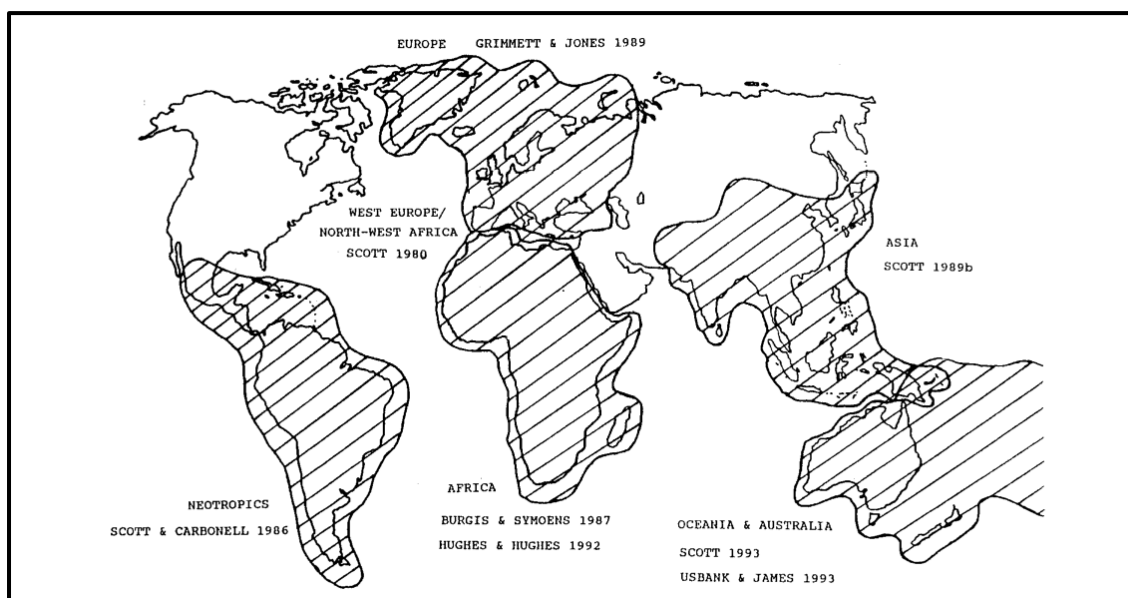 EUROPE GRIMMETT & JONES 1989
WEST EUROPE/
NORTH-WEST AFRICA
SCOTT 1980
ASIA
SCOTT 1989b
NEOTROPICS
SCOTT & CARBONELL 1986
AFRICA
BURGIS & SYMOENS 1987
HUGHES & HUGHES 1992
OCEANIA & AUSTRALIA
SCOTT 1993
USBANK & JAMES 1993